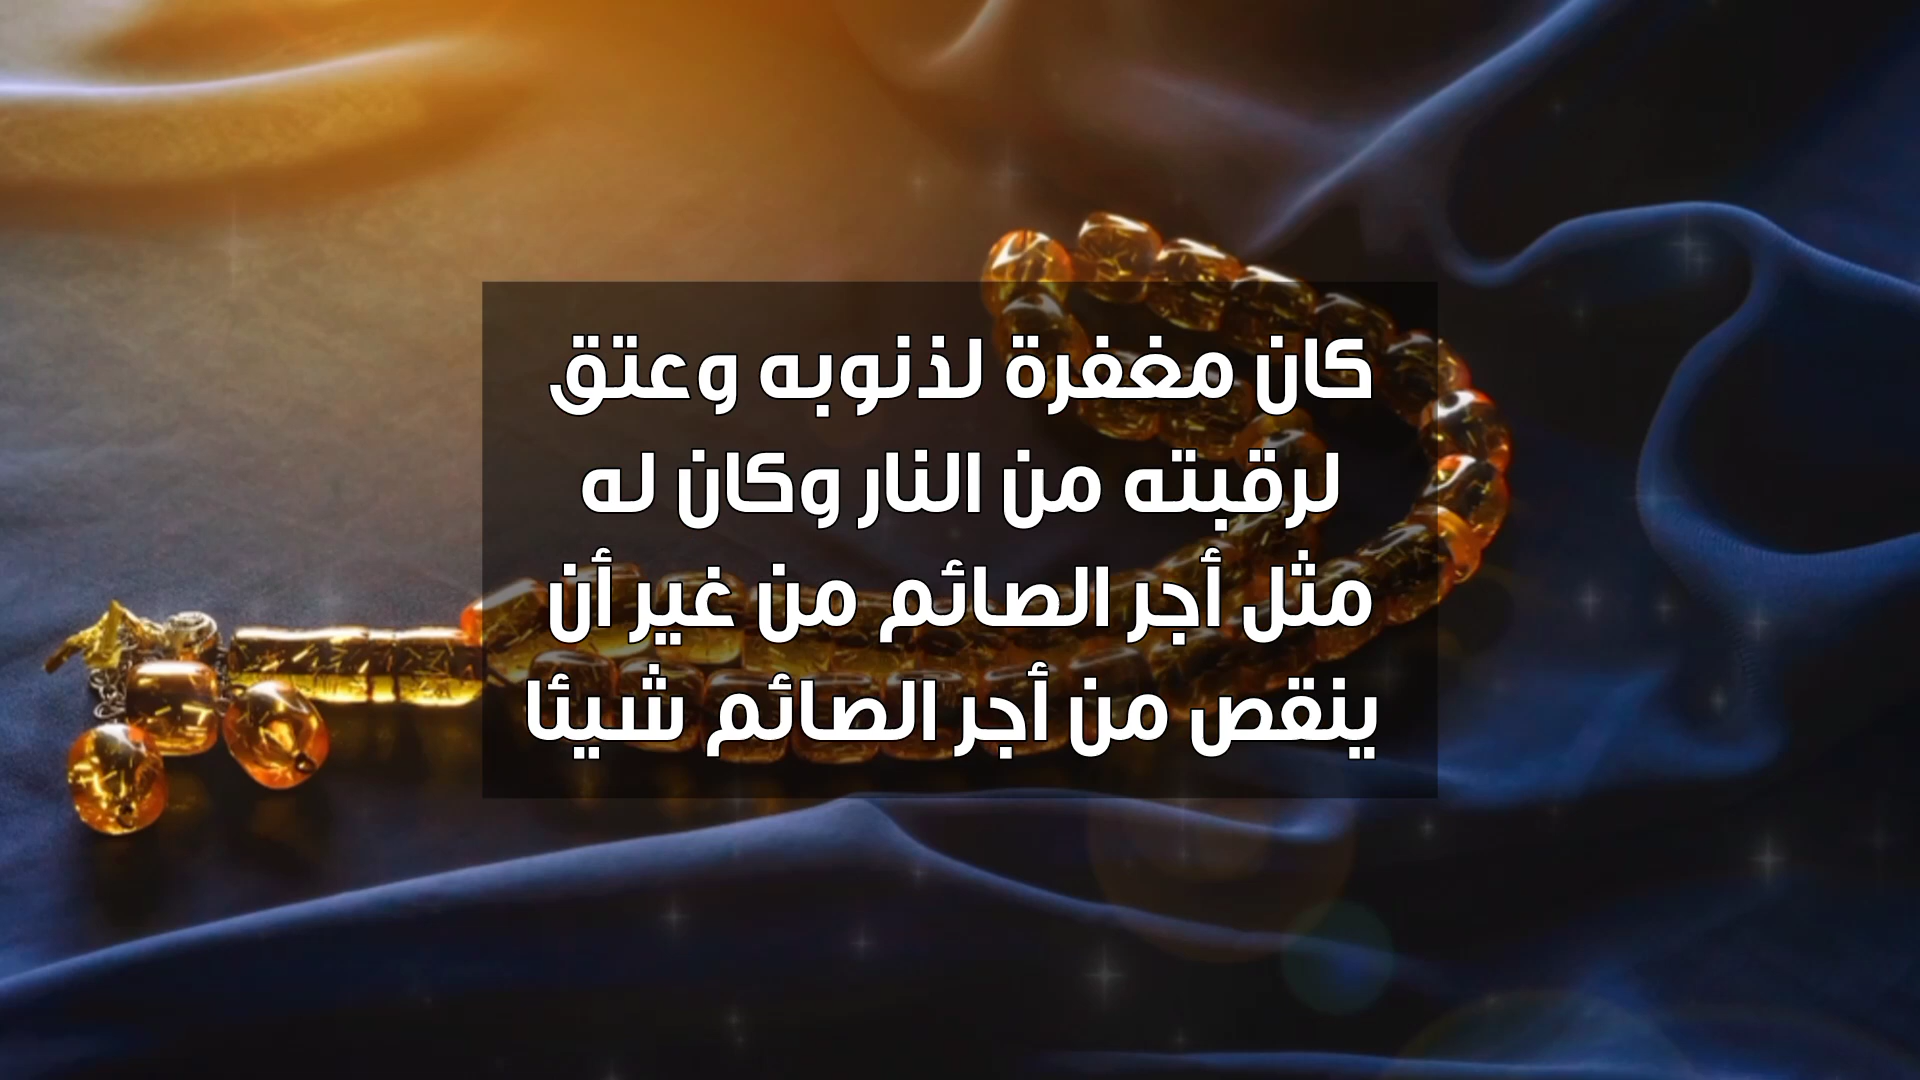 كان مغفرة لذنوبه وعتق
لرقبته من النار وكان له
مثل أجر الصائم من غير أن
ينقص من أجر الصائم شيئا